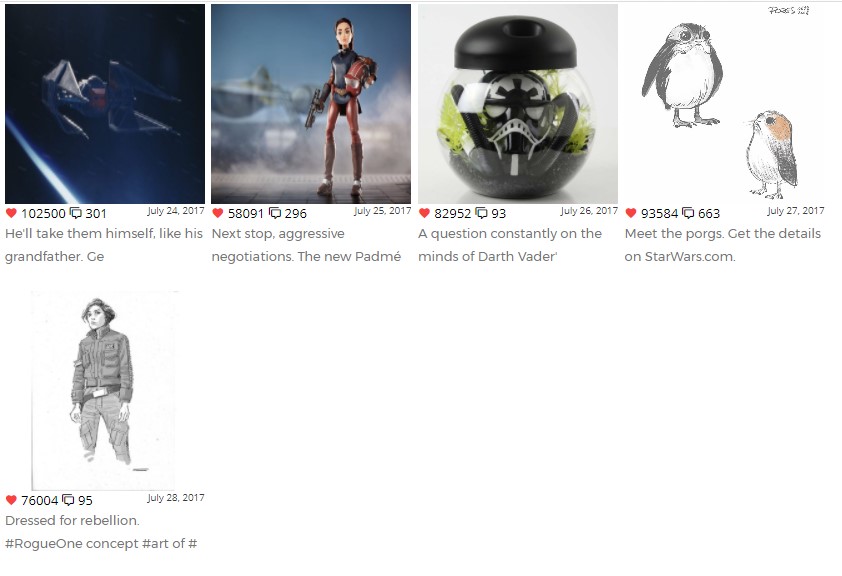 PORGS
102500 301 July 24, 2017
He'll take them himself, like his
grandfather. Ge
58091 296 July 25, 2017
Next stop, aggressive
negotiations. The new Padmé
82952 93 July 26, 2017
A question constantly on the
minds of Darth Vader'
93584 663 July 27, 2017
Meet the porgs. Get the details
on StarWars.com.
76004 95 July 28, 2017
Dressed for rebellion.
#RogueOne concept #art of #